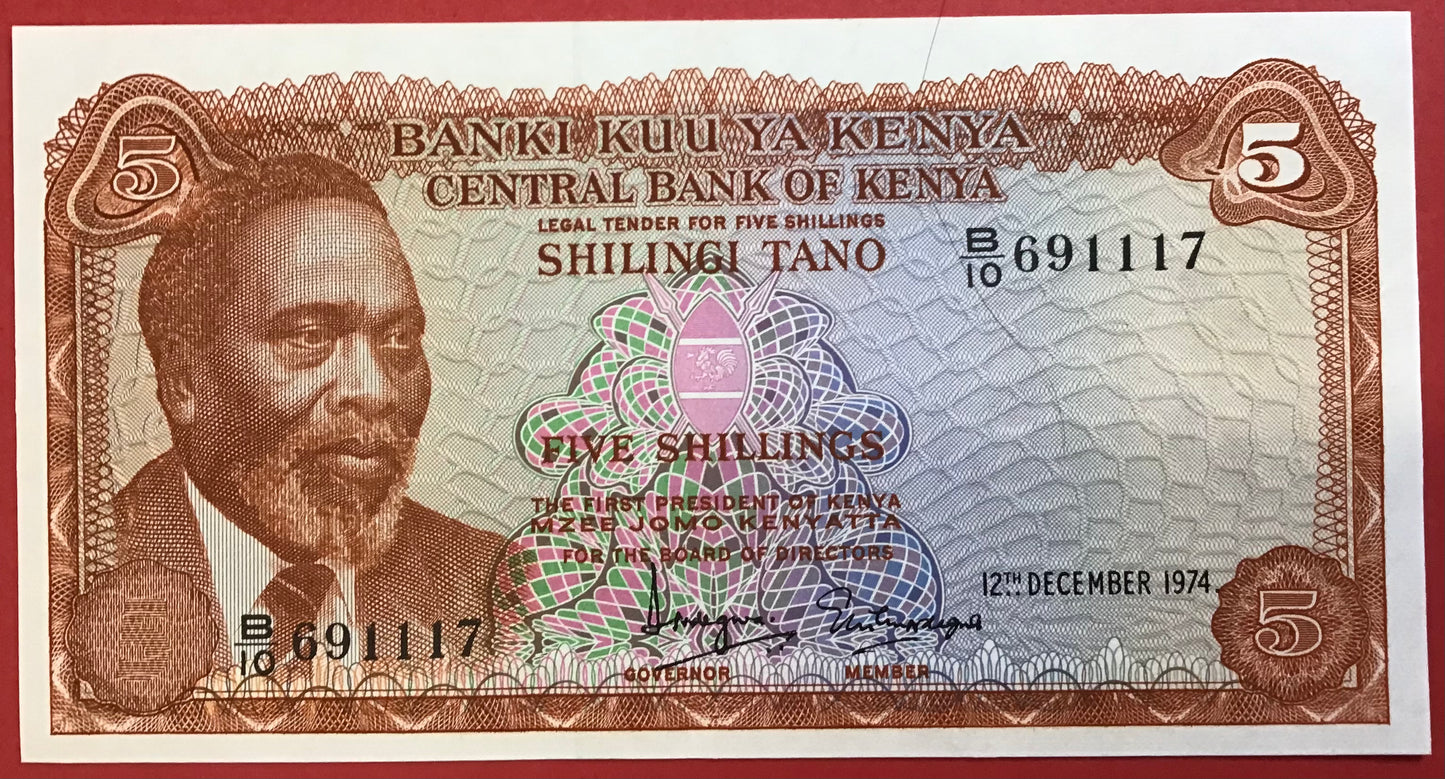 5
5
BANKI KUU YA KENYA
CENTRAL BANK OF KENYA
LEGAL TENDER FOR FIVE SHILLINGS
SHILINGI TANO
B/10 691117
FIVE SHILLINGS
THE FIRST PRESIDENT OF KENYA
MZEE JOMO KENYATTA
FOR THE BOARD OF DIRECTORS
12TH DECEMBER 1974
B/10 691117
GOVERNOR
MEMBER
5